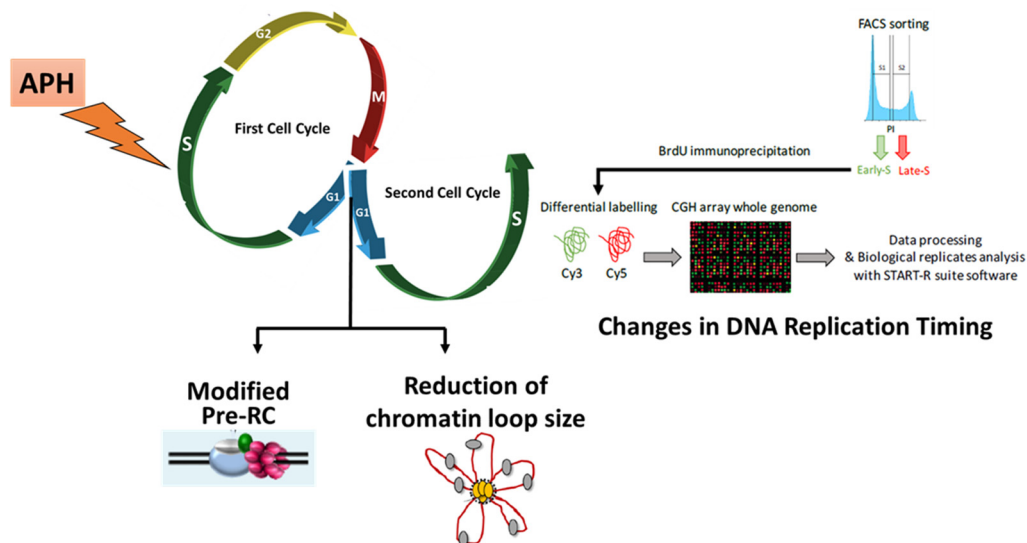 APH
G2
S
M
First Cell Cycle
G1
G1
Second Cell Cycle
S
Modified
Pre-RC
Reduction of
chromatin loop size
FACS sorting
S1
S2
PI
Early-S
Late-S
BrdU immunoprecipitation
Differential labelling
Cy3
Cy5
CGH array whole genome
Data processing
& Biological replicates analysis
with START-R suite software
Changes in DNA Replication Timing